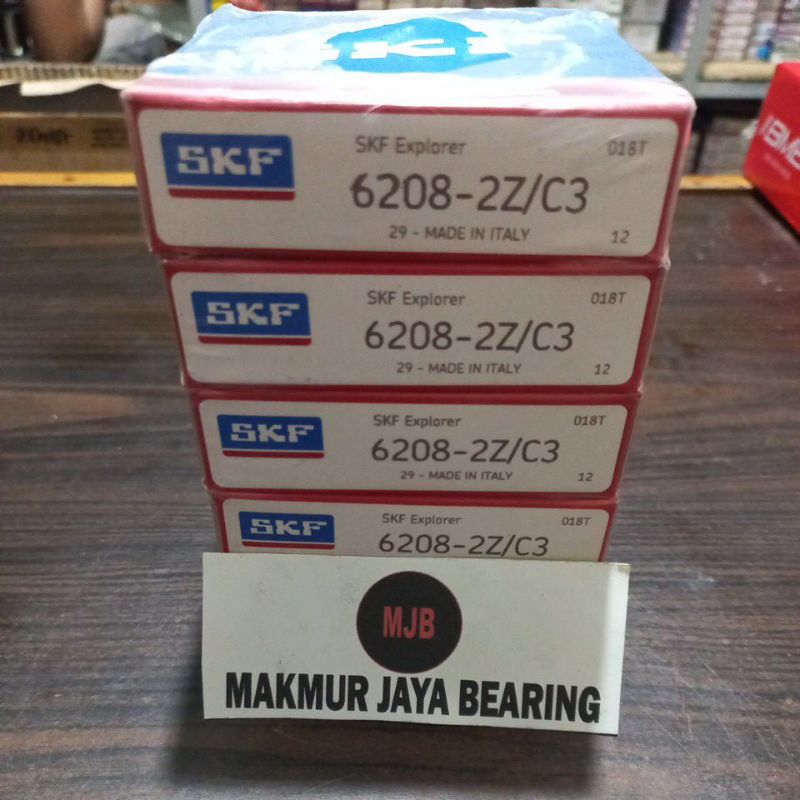 SKF
SKF
SKF Explorer
018T
6208-2Z/C3
29 - MADE IN ITALY
12
SKF
SKF Explorer
018T
6208-2Z/C3
29 - MADE IN ITALY
12
SKF
SKF Explorer
018T
6208-2Z/C3
29 - MADE IN ITALY
12
SKF
SKF Explorer
018T
6208-2Z/C3
MJB
MAKMUR JAYA BEARING